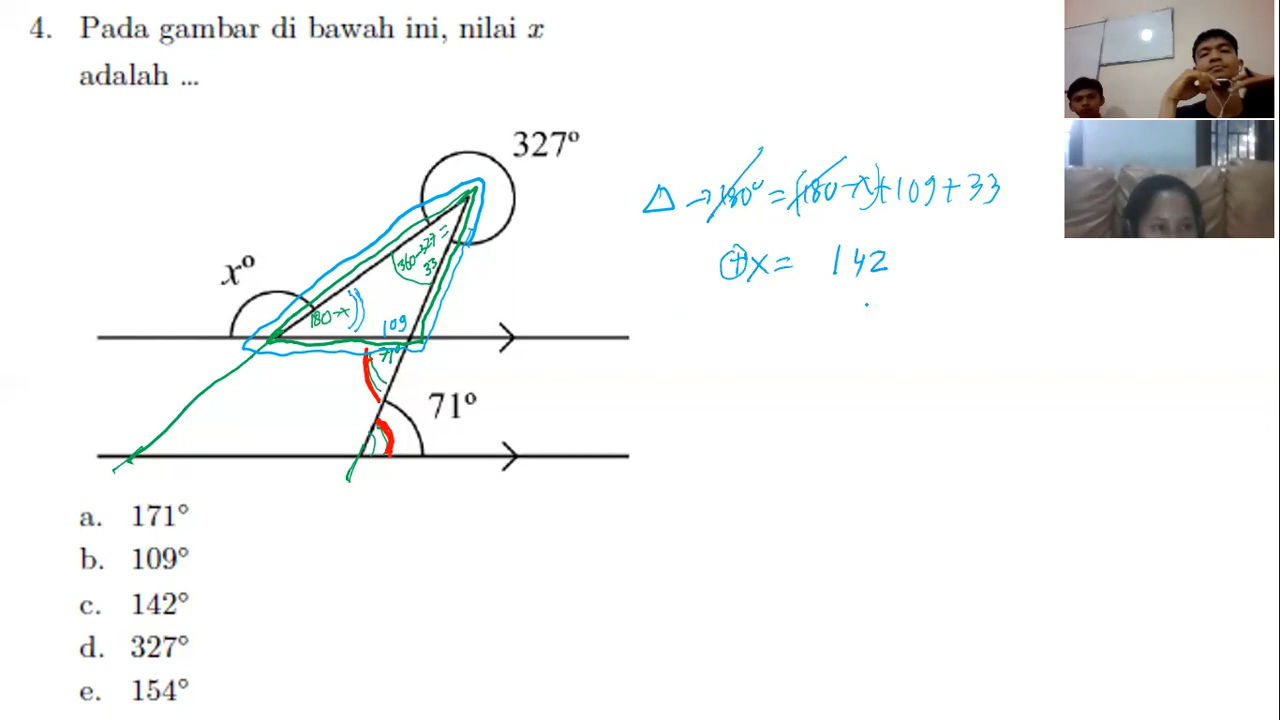 4. Pada gambar di bawah ini, nilai x
adalah ...
327°
x°
360-327=
33
180-x
109
71°
71°
Δ → 180° = (180-x)+109+33
+x = 142
a. 171°
b. 109°
c. 142°
d. 327°
e. 154°